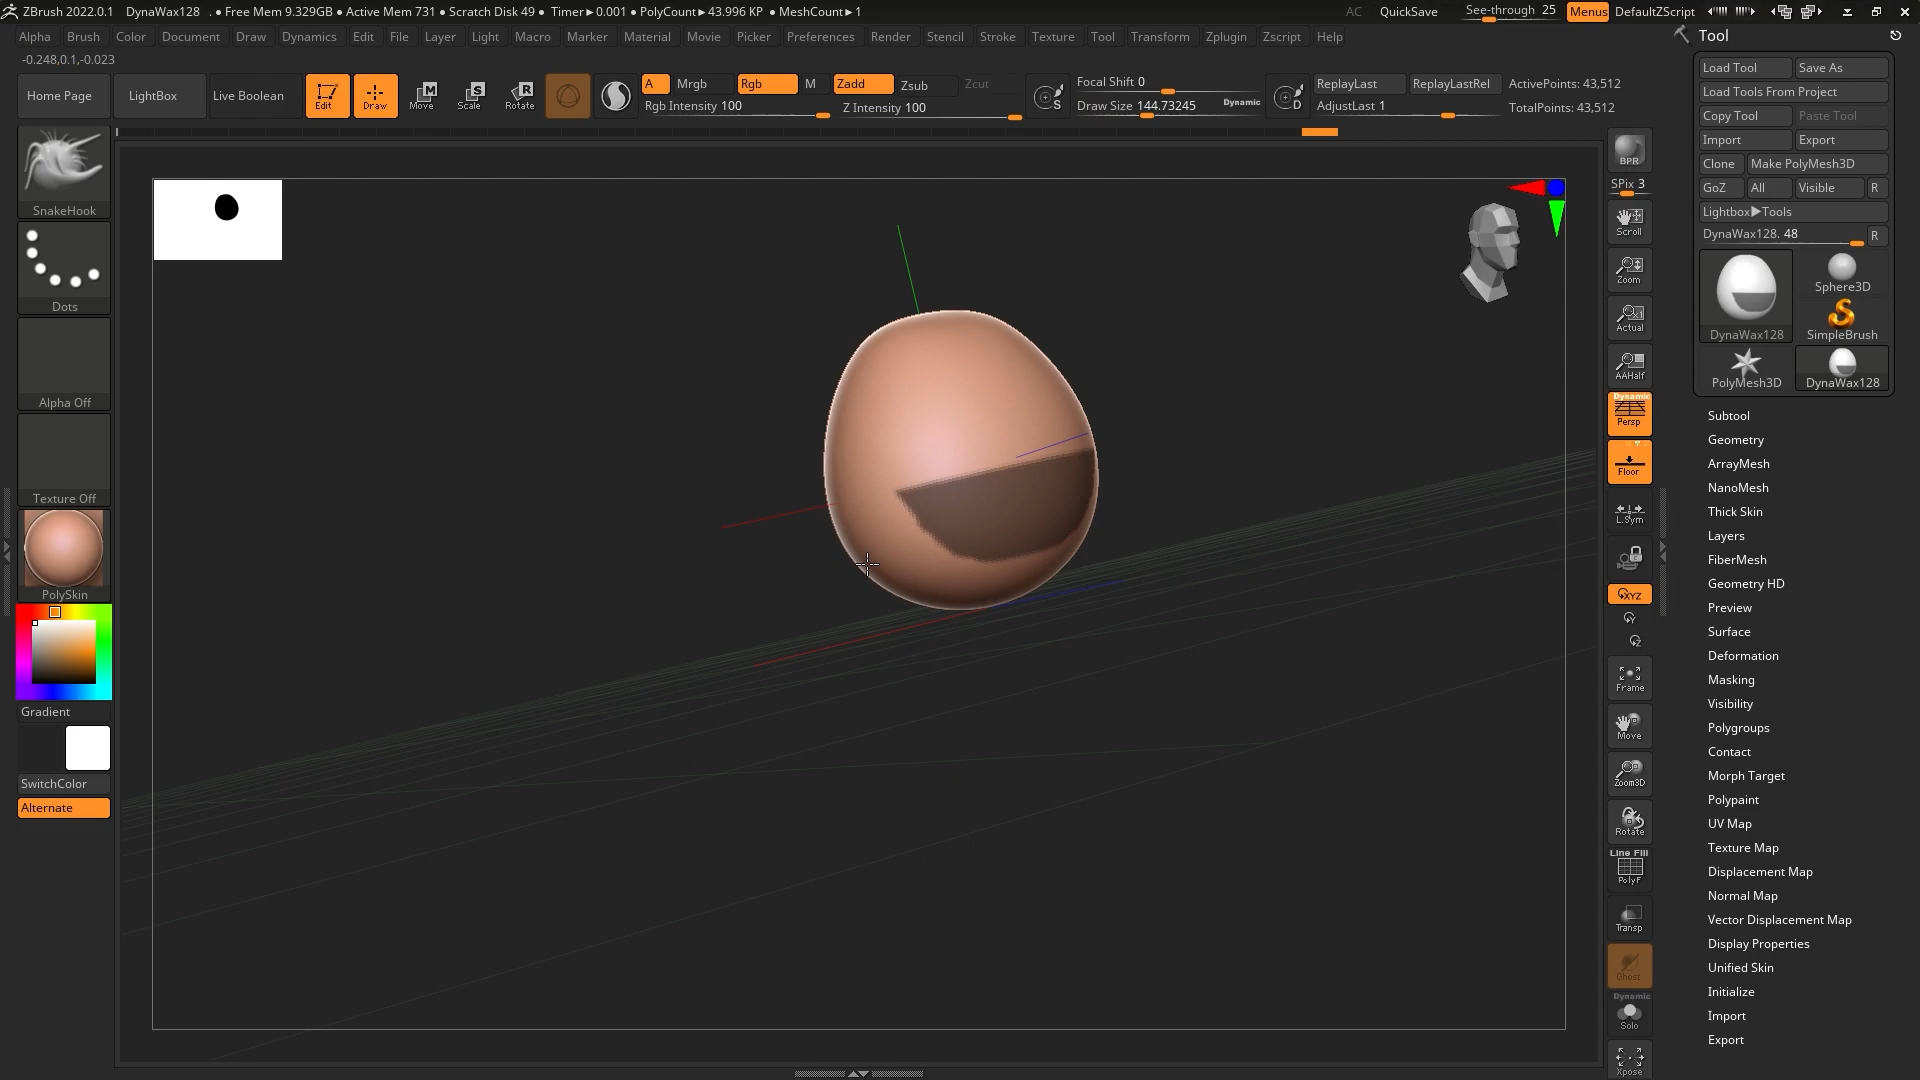 ZBrush 2022.0.1 DynaWax128 . ● Free Mem 9.329GB ● Active Mem 731 ● Scratch Disk 49 ● Timer▶0.001 ● PolyCount▶43.996 KP ● MeshCount▶1 AC QuickSave See-through 25 Menus DefaultZScript
Alpha Brush Color Document Draw Dynamics Edit File Layer Light Macro Marker Material Movie Picker Preferences Render Stencil Stroke Texture Tool Transform Zplugin Zscript Help
-0.248,0.1,-0.023
Home Page LightBox Live Boolean Edit Draw Move Scale Rotate
A Mrgb Rgb M Zadd Zsub Zcut
Rgb Intensity 100 Z Intensity 100
S Focal Shift 0
Draw Size 144.73245 Dynamic
D ReplayLast ReplayLastRel ActivePoints: 43,512
AdjustLast 1 TotalPoints: 43,512
SnakeHook
Dots
Alpha Off
Texture Off
PolySkin
Gradient
SwitchColor
Alternate
BPR
SPix 3
Scroll
Zoom
Actual
AAHalf
Dynamic
Persp
Floor
L.Sym
XYZ
Y
Z
Frame
Move
Zoom3D
Rotate
Line Fill
PolyF
Transp
Ghost
Dynamic
Solo
Xpose
Tool
Load Tool Save As
Load Tools From Project
Copy Tool Paste Tool
Import Export
Clone Make PolyMesh3D
GoZ All Visible R
Lightbox▶Tools
DynaWax128. 48 R
DynaWax128 Sphere3D
SimpleBrush
PolyMesh3D DynaWax128
Subtool
Geometry
ArrayMesh
NanoMesh
Thick Skin
Layers
FiberMesh
Geometry HD
Preview
Surface
Deformation
Masking
Visibility
Polygroups
Contact
Morph Target
Polypaint
UV Map
Texture Map
Displacement Map
Normal Map
Vector Displacement Map
Display Properties
Unified Skin
Initialize
Import
Export